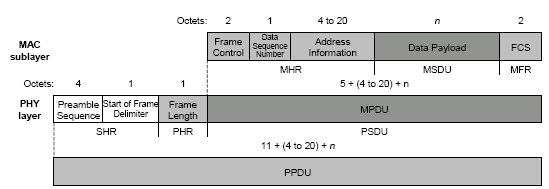 Octets: 2 1 4 to 20 n 2
MAC sublayer
Frame Control
Data Sequence Number
Address Information
Data Payload
FCS
MHR MSDU MFR
Octets: 4 1 1 5 + (4 to 20) + n
PHY layer
Preamble Sequence
Start of Frame Delimiter
Frame Length
MPDU
SHR PHR PSDU
11 + (4 to 20) + n
PPDU